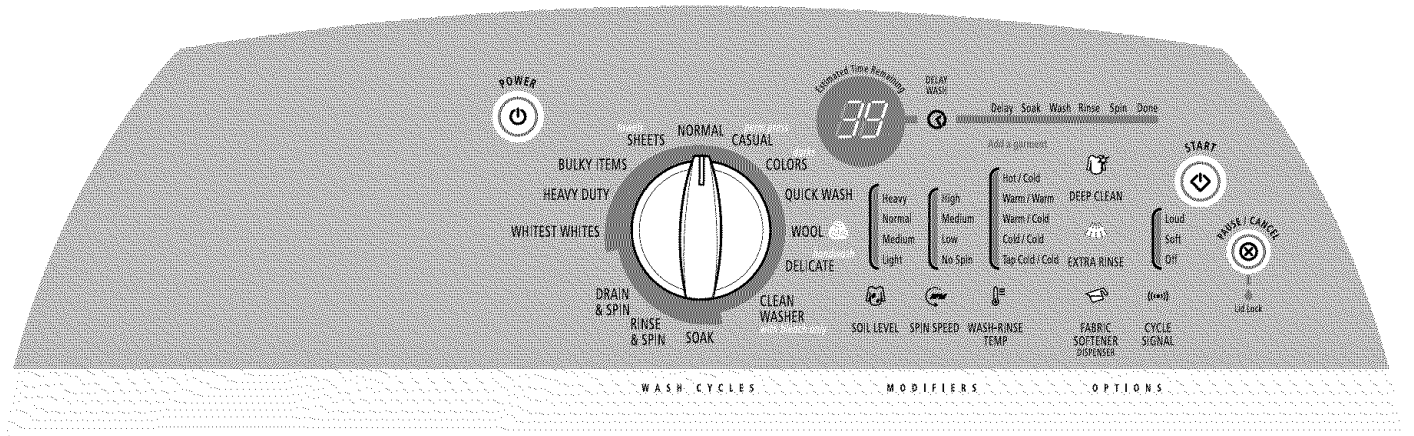 POWER
Estimated Time Remaining
39
DELAY
WASH
Delay Soak Wash Rinse Spin Done
Add a garment
START
PAUSE / CANCEL
Lid Lock
NORMAL
CASUAL
COLORS
QUICK WASH
WOOL
DELICATE
CLEAN
WASHER
SOAK
RINSE
& SPIN
DRAIN
& SPIN
WHITEST WHITES
HEAVY DUTY
BULKY ITEMS
SHEETS
Heavy
Normal
Medium
Light
SOIL LEVEL
High
Medium
Low
No Spin
SPIN SPEED
Hot / Cold
Warm / Warm
Warm / Cold
Cold / Cold
Tap Cold / Cold
WASH-RINSE
TEMP
DEEP CLEAN
EXTRA RINSE
FABRIC
SOFTENER
DISPENSER
Loud
Soft
Off
CYCLE
SIGNAL
WASH CYCLES
MODIFIERS
OPTIONS